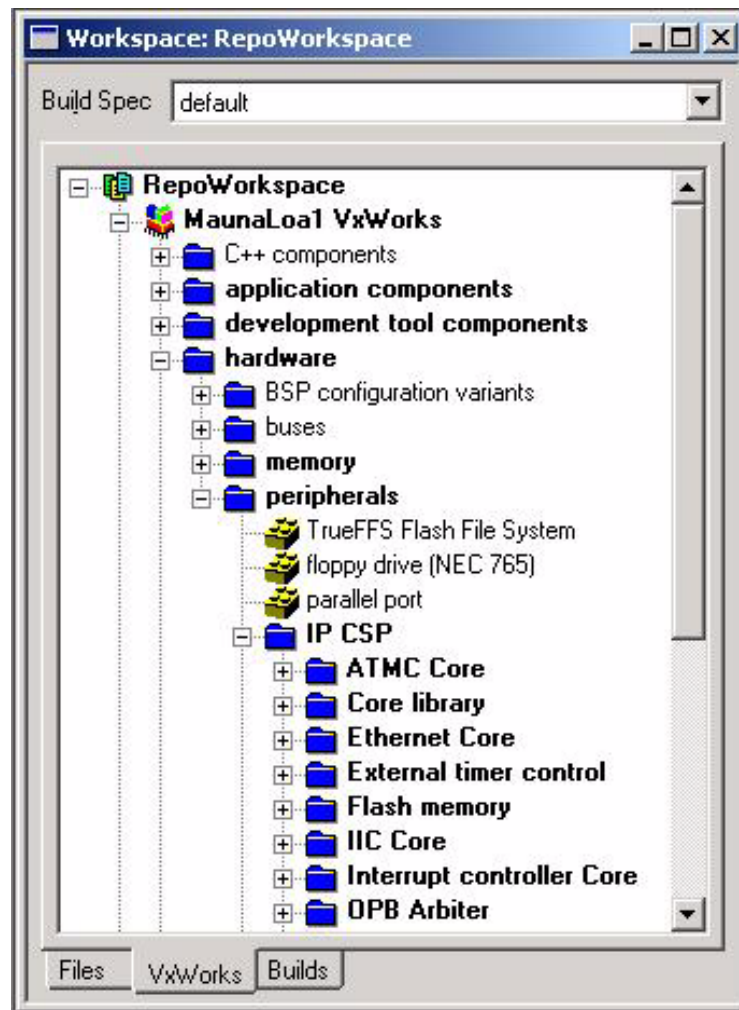 Workspace: RepoWorkspace
Build Spec default
RepoWorkspace
MaunaLoa1 VxWorks
C++ components
application components
development tool components
hardware
BSP configuration variants
buses
memory
peripherals
TrueFFS Flash File System
floppy drive (NEC 765)
parallel port
IP CSP
ATMC Core
Core library
Ethernet Core
External timer control
Flash memory
IIC Core
Interrupt controller Core
OPB Arbiter
Files VxWorks Builds